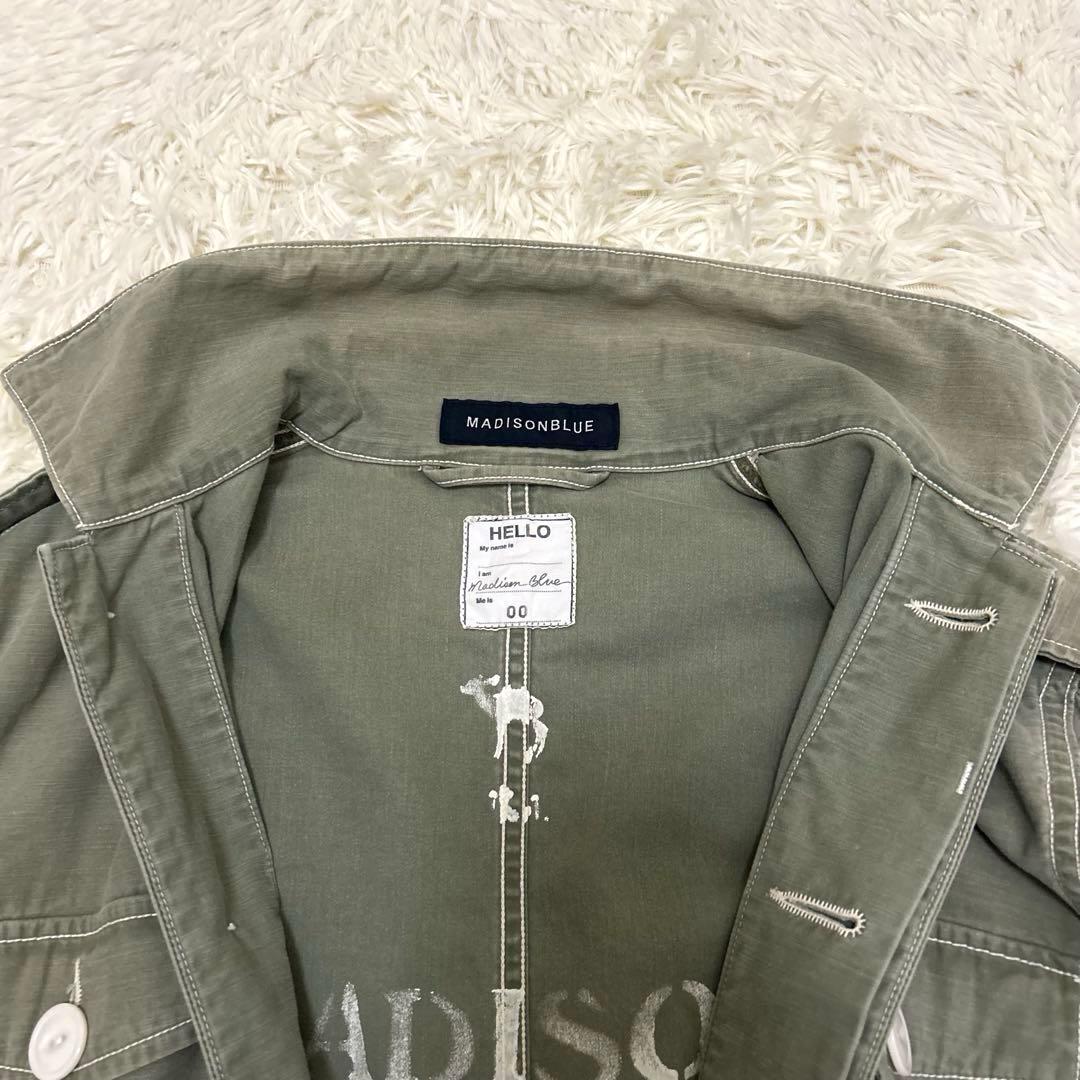 MADISONBLUE
HELLO
My name is
I am
Madison Blue
Me is
00
B
ADISO